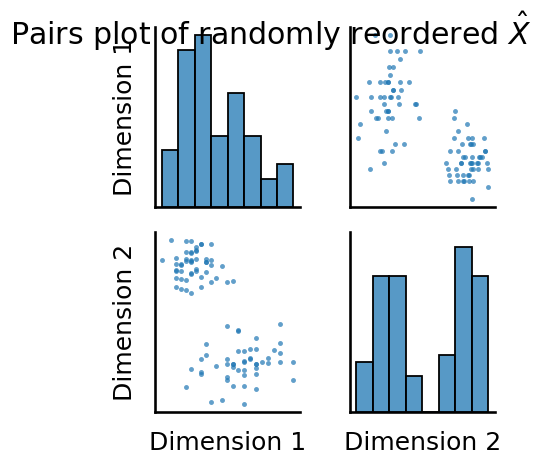 Pairs plot of randomly reordered X̂
Dimension 1
Dimension 2
Dimension 1 Dimension 2